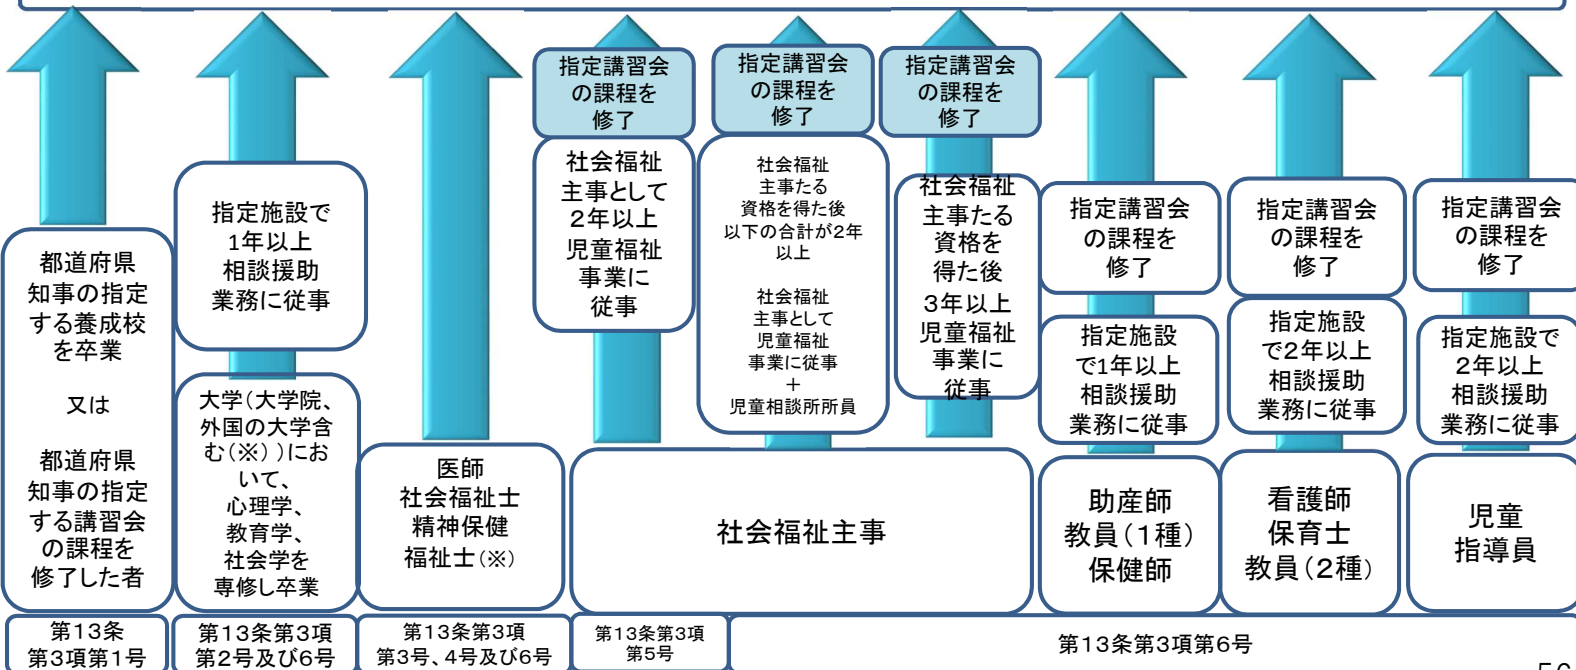 都道府県
知事の指定
する養成校
を卒業
又は
都道府県
知事の指定
する講習会
の課程を
修了した者
指定施設で
1年以上
相談援助
業務に従事
大学(大学院、
外国の大学含
む(※))にお
いて、
心理学、
教育学、
社会学を
専修し卒業
医師
社会福祉士
精神保健
福祉士(※)
指定講習会
の課程を
修了
社会福祉
主事として
2年以上
児童福祉
事業に
従事
指定講習会
の課程を
修了
社会福祉
主事たる
資格を得た後
以下の合計が2年
以上
社会福祉
主事として
児童福祉
事業に従事
+
児童相談所所員
指定講習会
の課程を
修了
社会福祉
主事たる
資格を
得た後
3年以上
児童福祉
事業に
従事
社会福祉主事
指定講習会
の課程を
修了
指定施設
で1年以上
相談援助
業務に従事
助産師
教員(1種)
保健師
指定講習会
の課程を
修了
指定施設
で2年以上
相談援助
業務に従事
看護師
保育士
教員(2種)
指定講習会
の課程を
修了
指定施設で
2年以上
相談援助
業務に従事
児童
指導員
第13条
第3項第1号
第13条第3項
第2号及び6号
第13条第3項
第3号、4号及び6号
第13条第3項
第5号
第13条第3項第6号